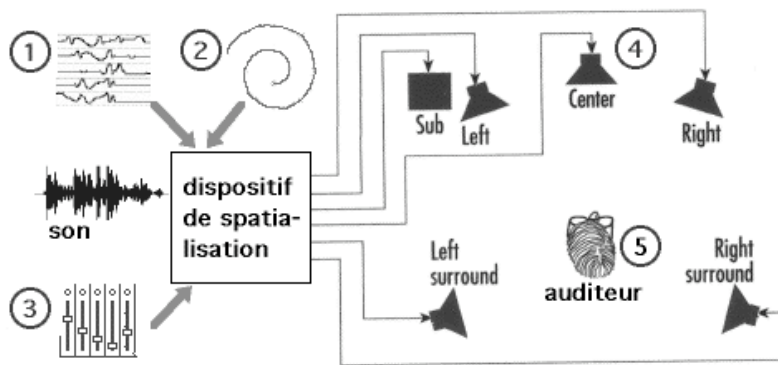 1
2
4
Sub
Left
Center
Right
son
dispositif
de spatia-
lisation
Left
surround
5
auditeur
Right
surround
3